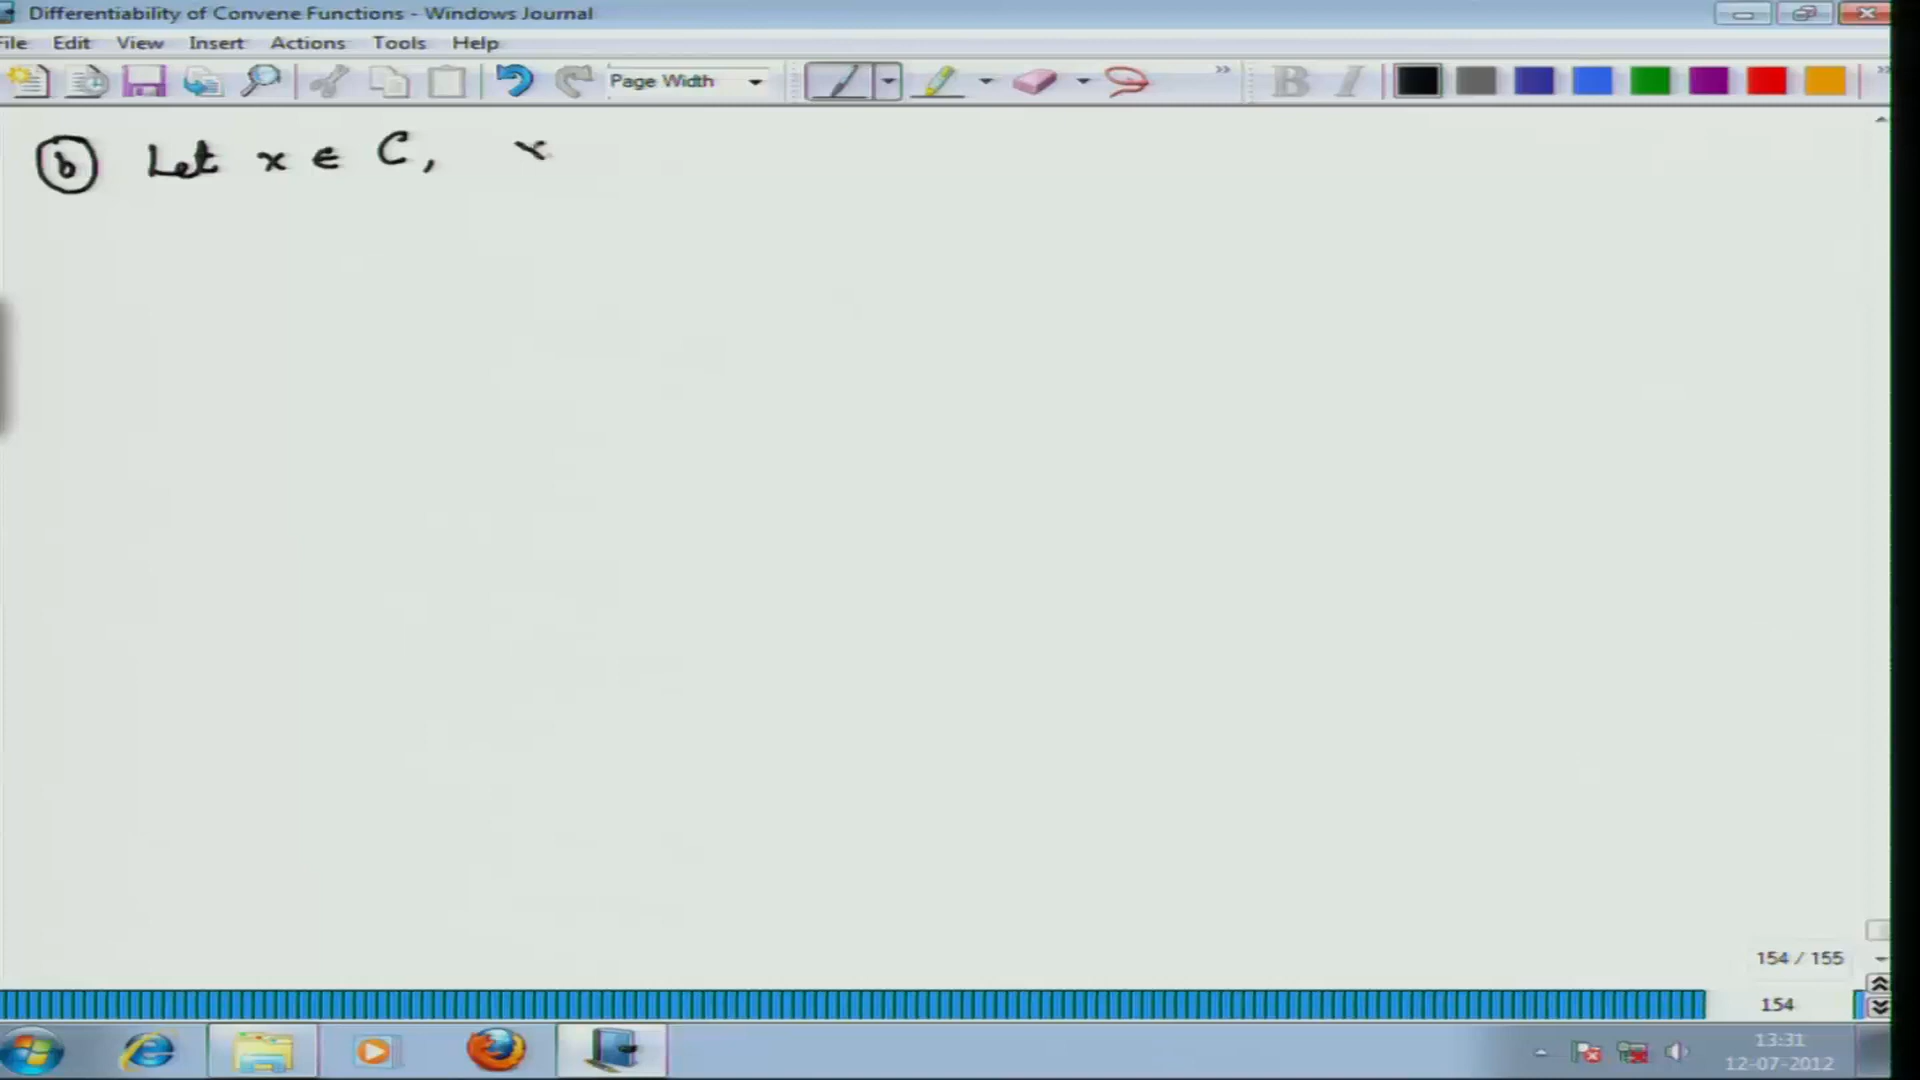 Differentiability of Convene Functions - Windows Journal
File Edit View Insert Actions Tools Help
Page Width
B I
(b) Let x ∈ C, x
154 / 155
154
13:31
12-07-2012